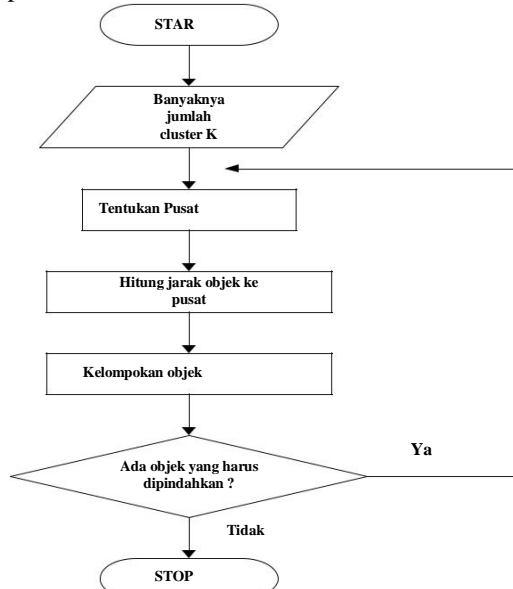 STAR
Banyaknya
jumlah
cluster K
Tentukan Pusat
Hitung jarak objek ke
pusat
Kelompokan objek
Ada objek yang harus
dipindahkan ?
Ya
Tidak
STOP